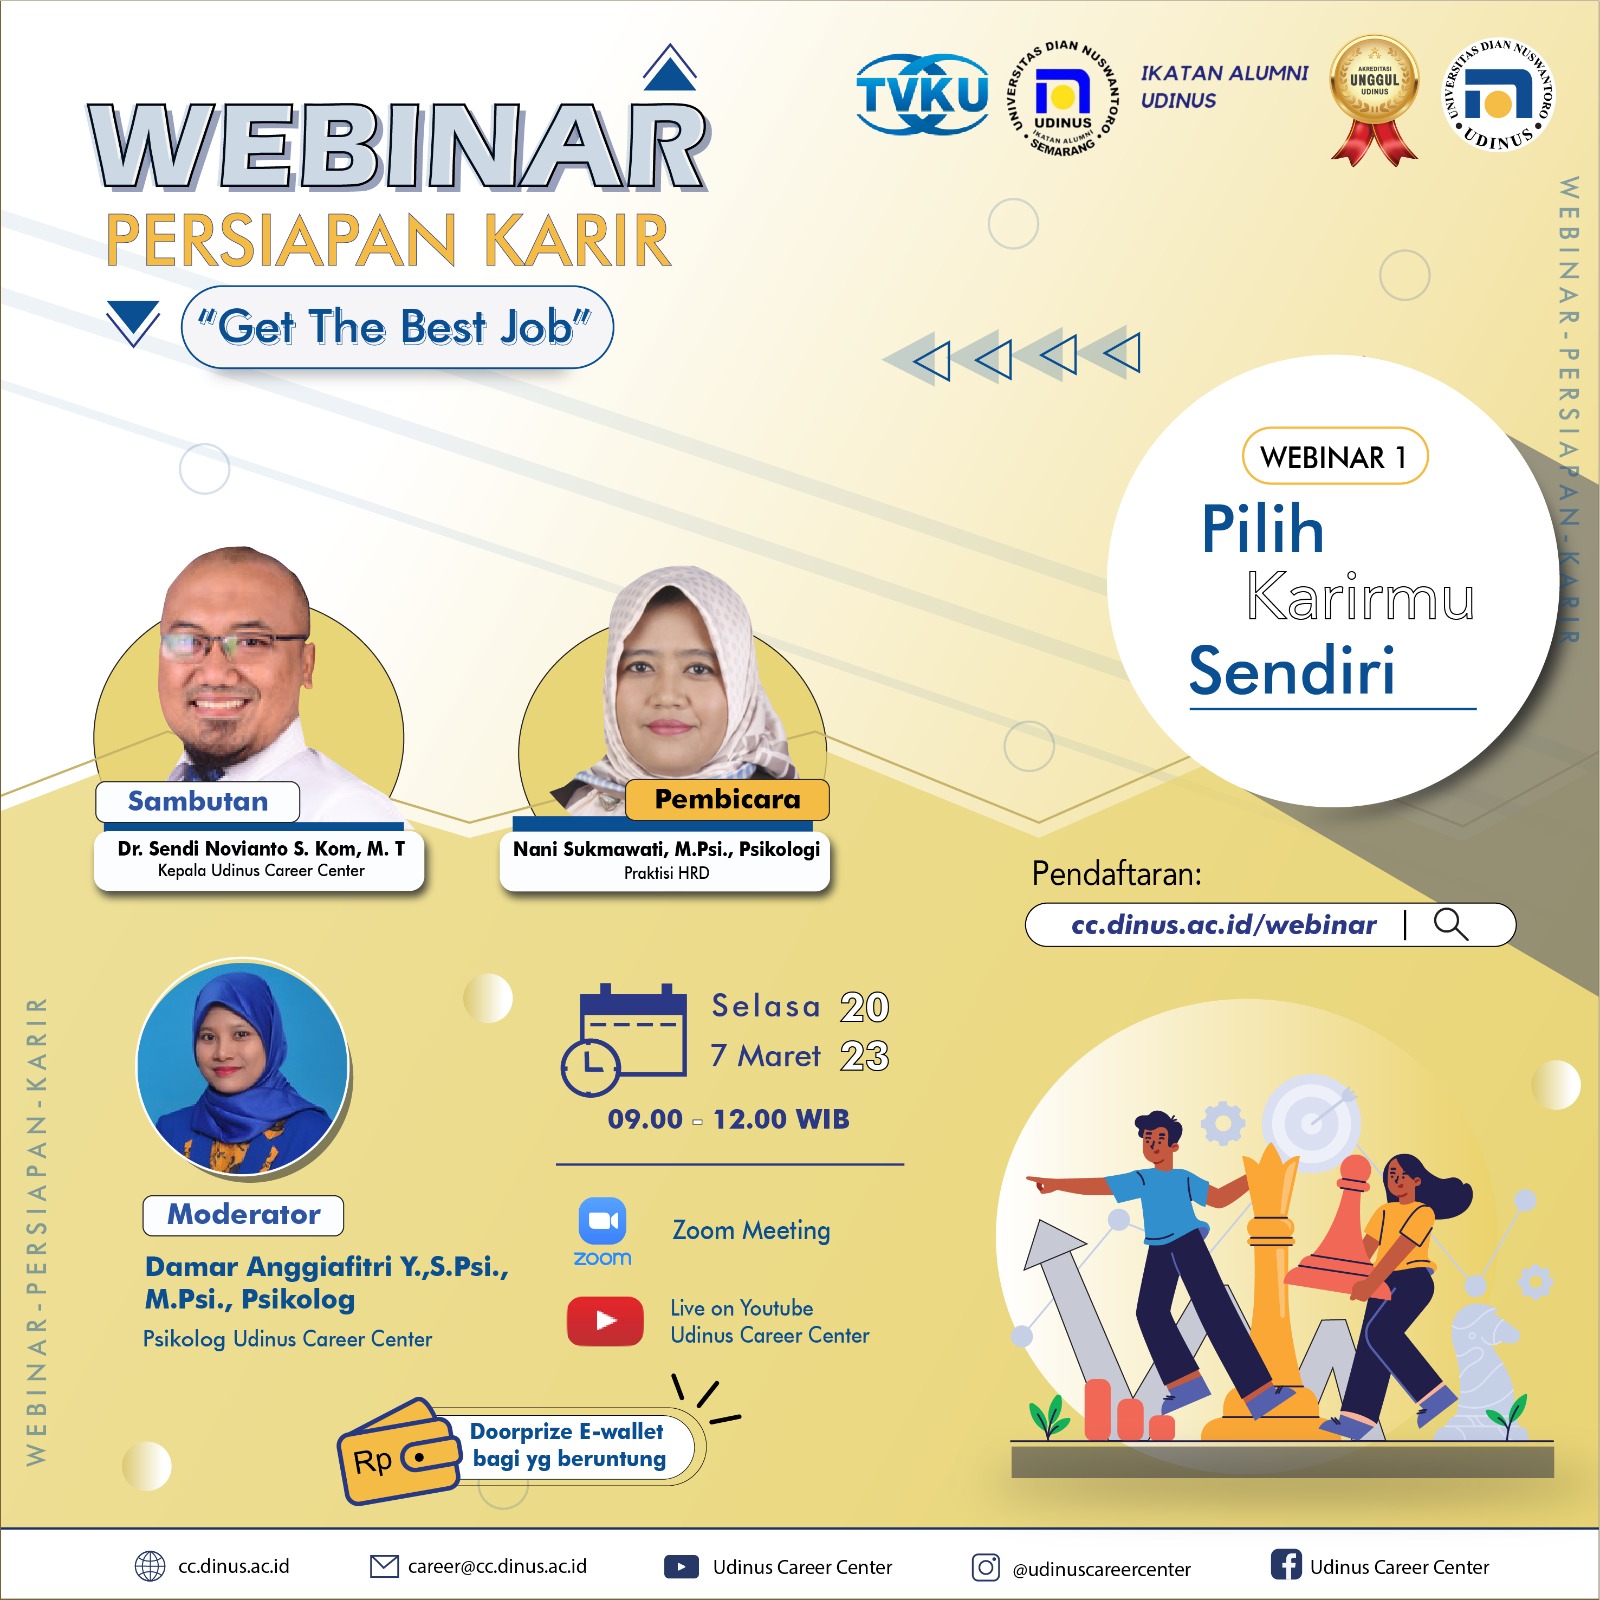 WEBINAR
PERSIAPAN KARIR
“Get The Best Job”
TVKU
UNIVERSITAS DIAN NUSWANTORO
UDINUS
IKATAN ALUMNI
SEMARANG
IKATAN ALUMNI
UDINUS
AKREDITASI
UNGGUL
UDINUS
UNIVERSITAS DIAN NUSWANTORO
UDINUS
WEBINAR-PERSIAPAN-KARIR
WEBINAR 1
Pilih
Karirmu
Sendiri
Sambutan
Dr. Sendi Novianto S. Kom, M. T
Kepala Udinus Career Center
Pembicara
Nani Sukmawati, M.Psi., Psikologi
Praktisi HRD
Pendaftaran:
cc.dinus.ac.id/webinar
WEBINAR-PERSIAPAN-KARIR
Moderator
Damar Anggiafitri Y.,S.Psi.,
M.Psi., Psikolog
Psikolog Udinus Career Center
Selasa 20
7 Maret 23
09.00 - 12.00 WIB
zoom
Zoom Meeting
Live on Youtube
Udinus Career Center
Rp
Doorprize E-wallet
bagi yg beruntung
cc.dinus.ac.id
career@cc.dinus.ac.id
Udinus Career Center
@udinuscareercenter
Udinus Career Center